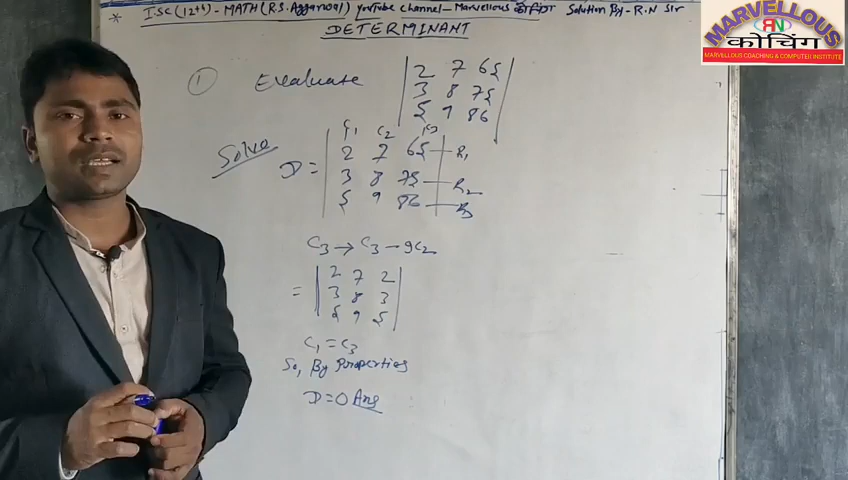 * I.Sc (12th) - MATH (R.S. Aggarwal) YouTube Channel - Marvellous कोचिंग Solution By - R.N Sir
DETERMINANT
MARVELLOUS
RN
कोचिंग
MARVELLOUS COACHING & COMPUTER INSTITUTE
① Evaluate
2 7 65
3 8 75
5 9 86
Solve
C1 C2 C3
D = 2 7 65 R1
3 8 75 R2
5 9 86 R3
C3 → C3 - 9C2
= 2 7 2
3 8 3
5 9 5
C1 = C3
So, By Properties
D = 0 Ans